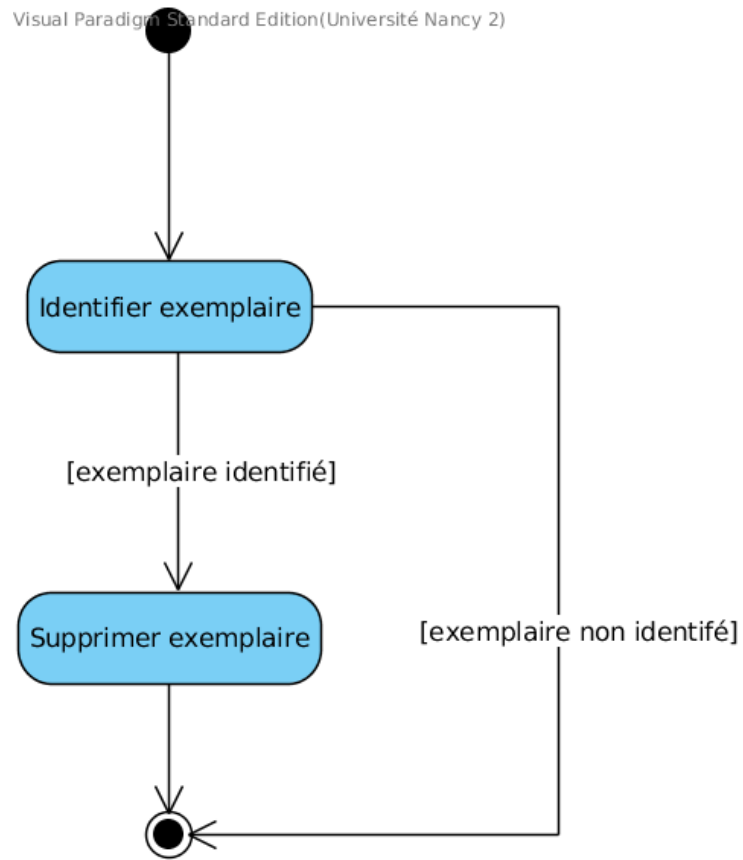 Visual Paradigm Standard Edition(Université Nancy 2)
Identifier exemplaire
[exemplaire identifié]
[exemplaire non identifé]
Supprimer exemplaire